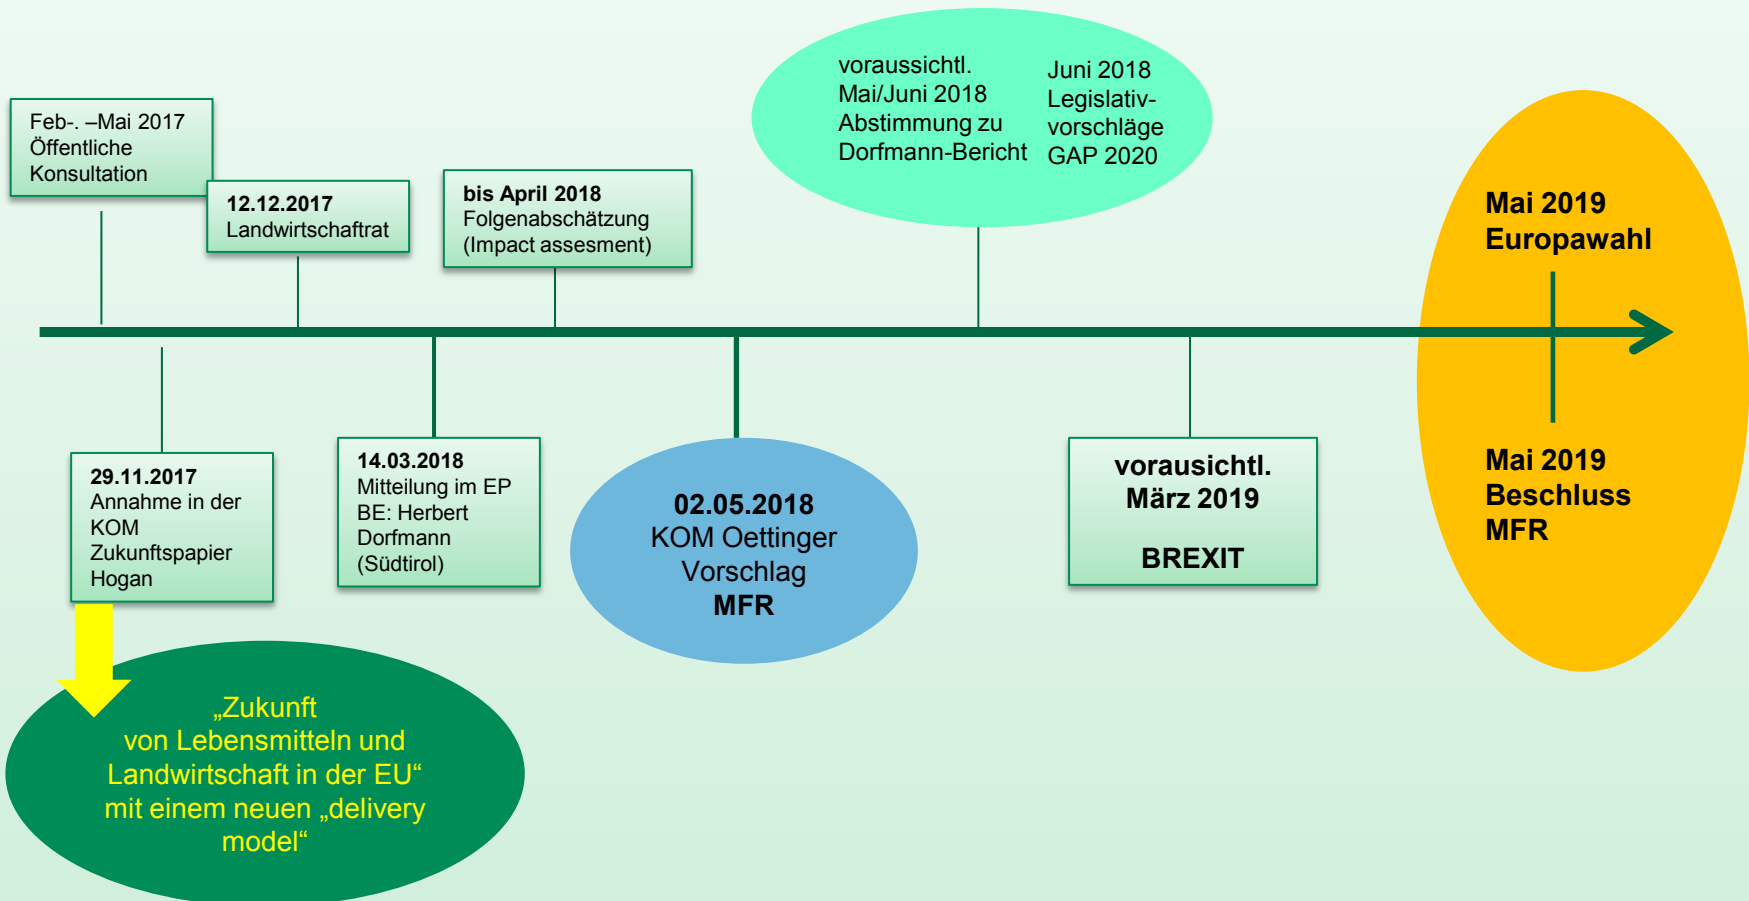 Feb-. –Mai 2017
Öffentliche
Konsultation
12.12.2017
Landwirtschaftrat
bis April 2018
Folgenabschätzung
(Impact assesment)
voraussichtl.
Mai/Juni 2018
Abstimmung zu
Dorfmann-Bericht
Juni 2018
Legislativ-
vorschläge
GAP 2020
Mai 2019
Europawahl
29.11.2017
Annahme in der
KOM
Zukunftspapier
Hogan
14.03.2018
Mitteilung im EP
BE: Herbert
Dorfmann
(Südtirol)
02.05.2018
KOM Oettinger
Vorschlag
MFR
vorausichtl.
März 2019
BREXIT
Mai 2019
Beschluss
MFR
„Zukunft
von Lebensmitteln und
Landwirtschaft in der EU“
mit einem neuen „delivery
model“